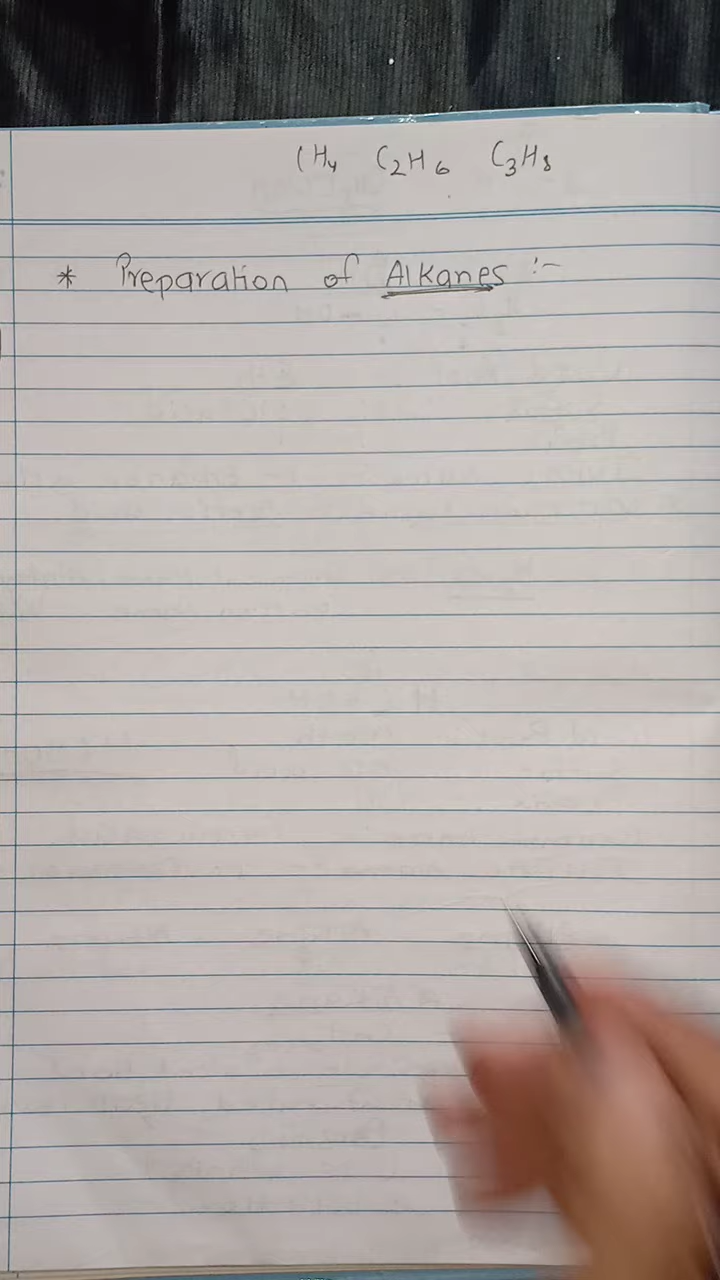 CH₄ C₂H₆ C₃H₈
* Preparation of Alkanes :-